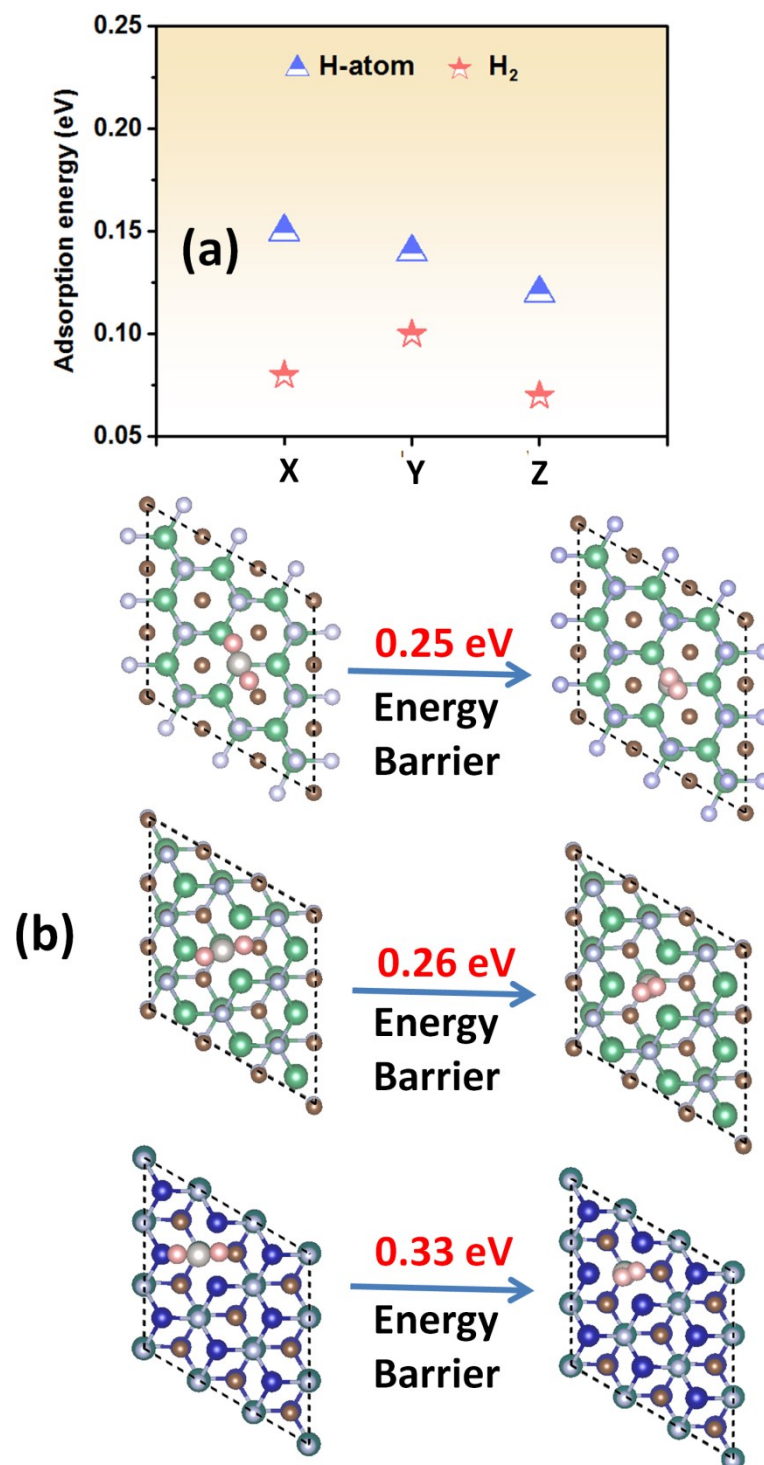 0.25
H-atom H₂
0.20
Adsorption energy (eV)
0.15
(a)
0.10
0.05
X Y Z
0.25 eV
Energy
Barrier
(b)
0.26 eV
Energy
Barrier
0.33 eV
Energy
Barrier